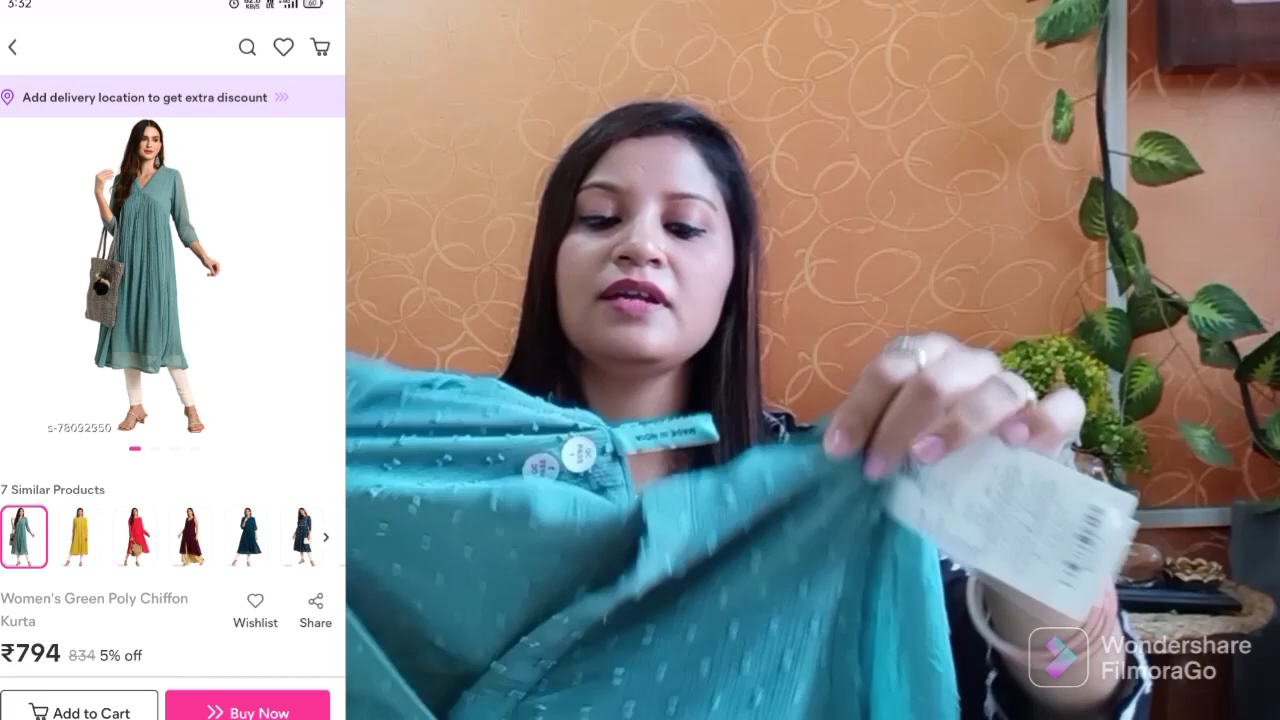 3:32
Add delivery location to get extra discount
s-78092950
7 Similar Products
Women's Green Poly Chiffon
Kurta
Wishlist
Share
₹794 834 5% off
Add to Cart
Buy Now
MADE IN INDIA
Wondershare
FilmoraGo